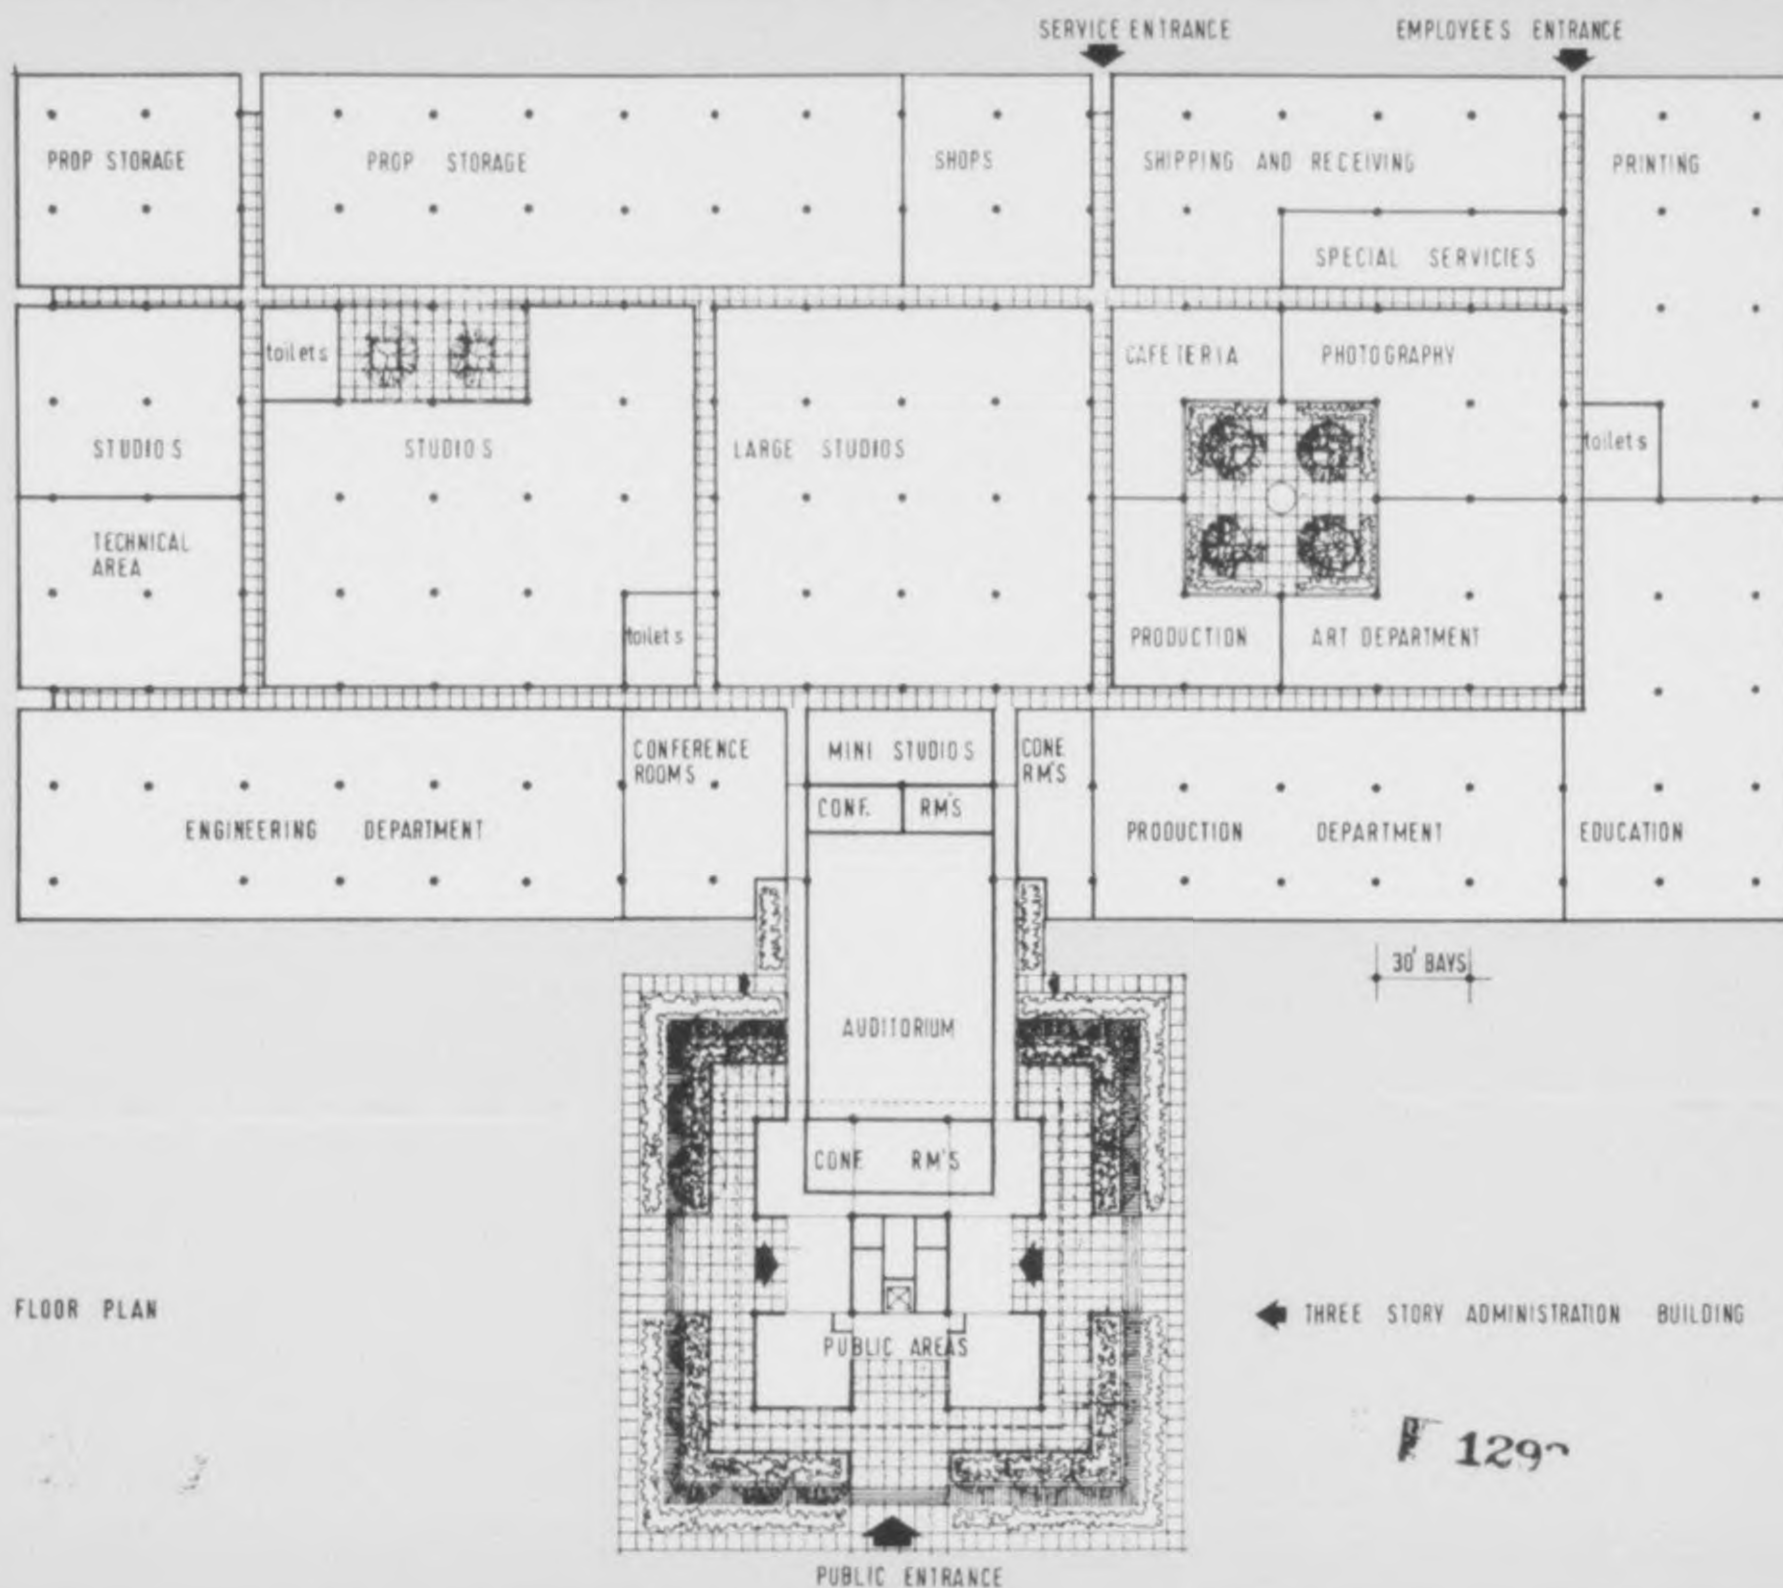 SERVICE ENTRANCE
EMPLOYEES ENTRANCE
PROP STORAGE
PROP STORAGE
SHOPS
SHIPPING AND RECEIVING
PRINTING
SPECIAL SERVICIES
toilets
CAFETERIA
PHOTOGRAPHY
STUDIOS
STUDIOS
LARGE STUDIOS
toilets
TECHNICAL
AREA
toilets
PRODUCTION
ART DEPARTMENT
CONFERENCE
ROOMS
MINI STUDIOS
CONF.
RM'S
CONF.
RM'S
ENGINEERING DEPARTMENT
PRODUCTION DEPARTMENT
EDUCATION
30' BAYS
AUDITORIUM
CONF. RM'S
FLOOR PLAN
THREE STORY ADMINISTRATION BUILDING
PUBLIC AREAS
PUBLIC ENTRANCE